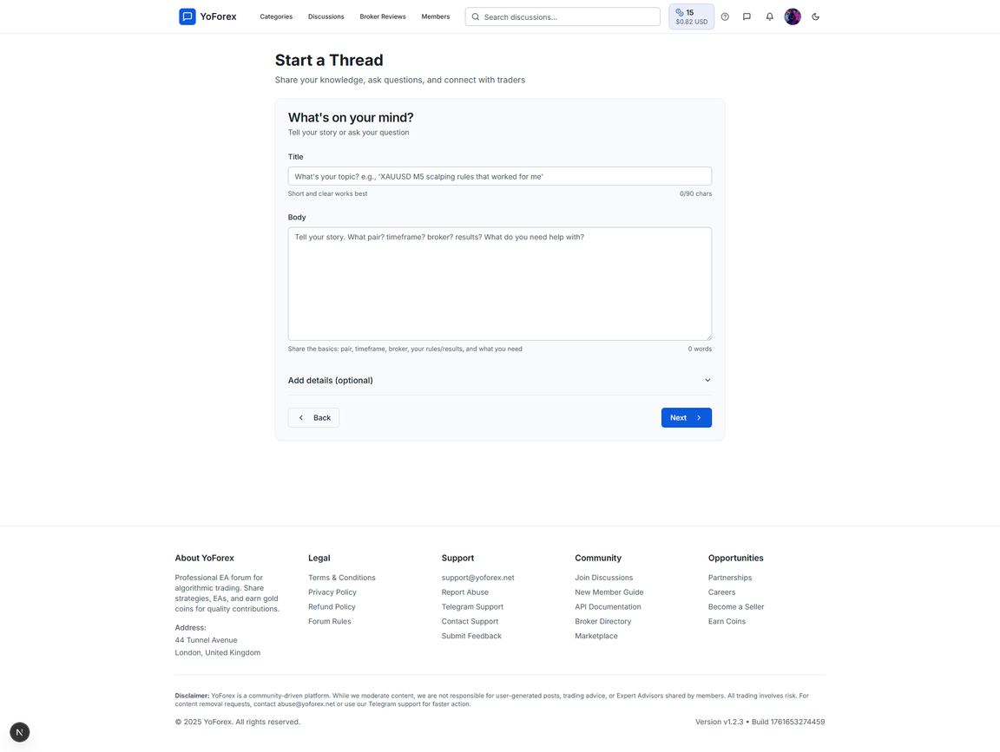 YoForex
Categories
Discussions
Broker Reviews
Members
Search discussions...
15
$0.82 USD
Start a Thread
Share your knowledge, ask questions, and connect with traders
What's on your mind?
Tell your story or ask your question
Title
What's your topic? e.g., 'XAUUSD M5 scalping rules that worked for me'
Short and clear works best
0/90 chars
Body
Tell your story. What pair? timeframe? broker? results? What do you need help with?
Share the basics: pair, timeframe, broker, your rules/results, and what you need
0 words
Add details (optional)
Back
Next
About YoForex
Professional EA forum for
algorithmic trading. Share
strategies, EAs, and earn gold
coins for quality contributions.
Address:
44 Tunnel Avenue
London, United Kingdom
Legal
Terms & Conditions
Privacy Policy
Refund Policy
Forum Rules
Support
support@yoforex.net
Report Abuse
Telegram Support
Contact Support
Submit Feedback
Community
Join Discussions
New Member Guide
API Documentation
Broker Directory
Marketplace
Opportunities
Partnerships
Careers
Become a Seller
Earn Coins
Disclaimer: YoForex is a community-driven platform. While we moderate content, we are not responsible for user-generated posts, trading advice, or Expert Advisors shared by members. All trading involves risk. For
content removal requests, contact abuse@yoforex.net or use our Telegram support for faster action.
© 2025 YoForex. All rights reserved.
Version v1.2.3 • Build 1761653274459
N